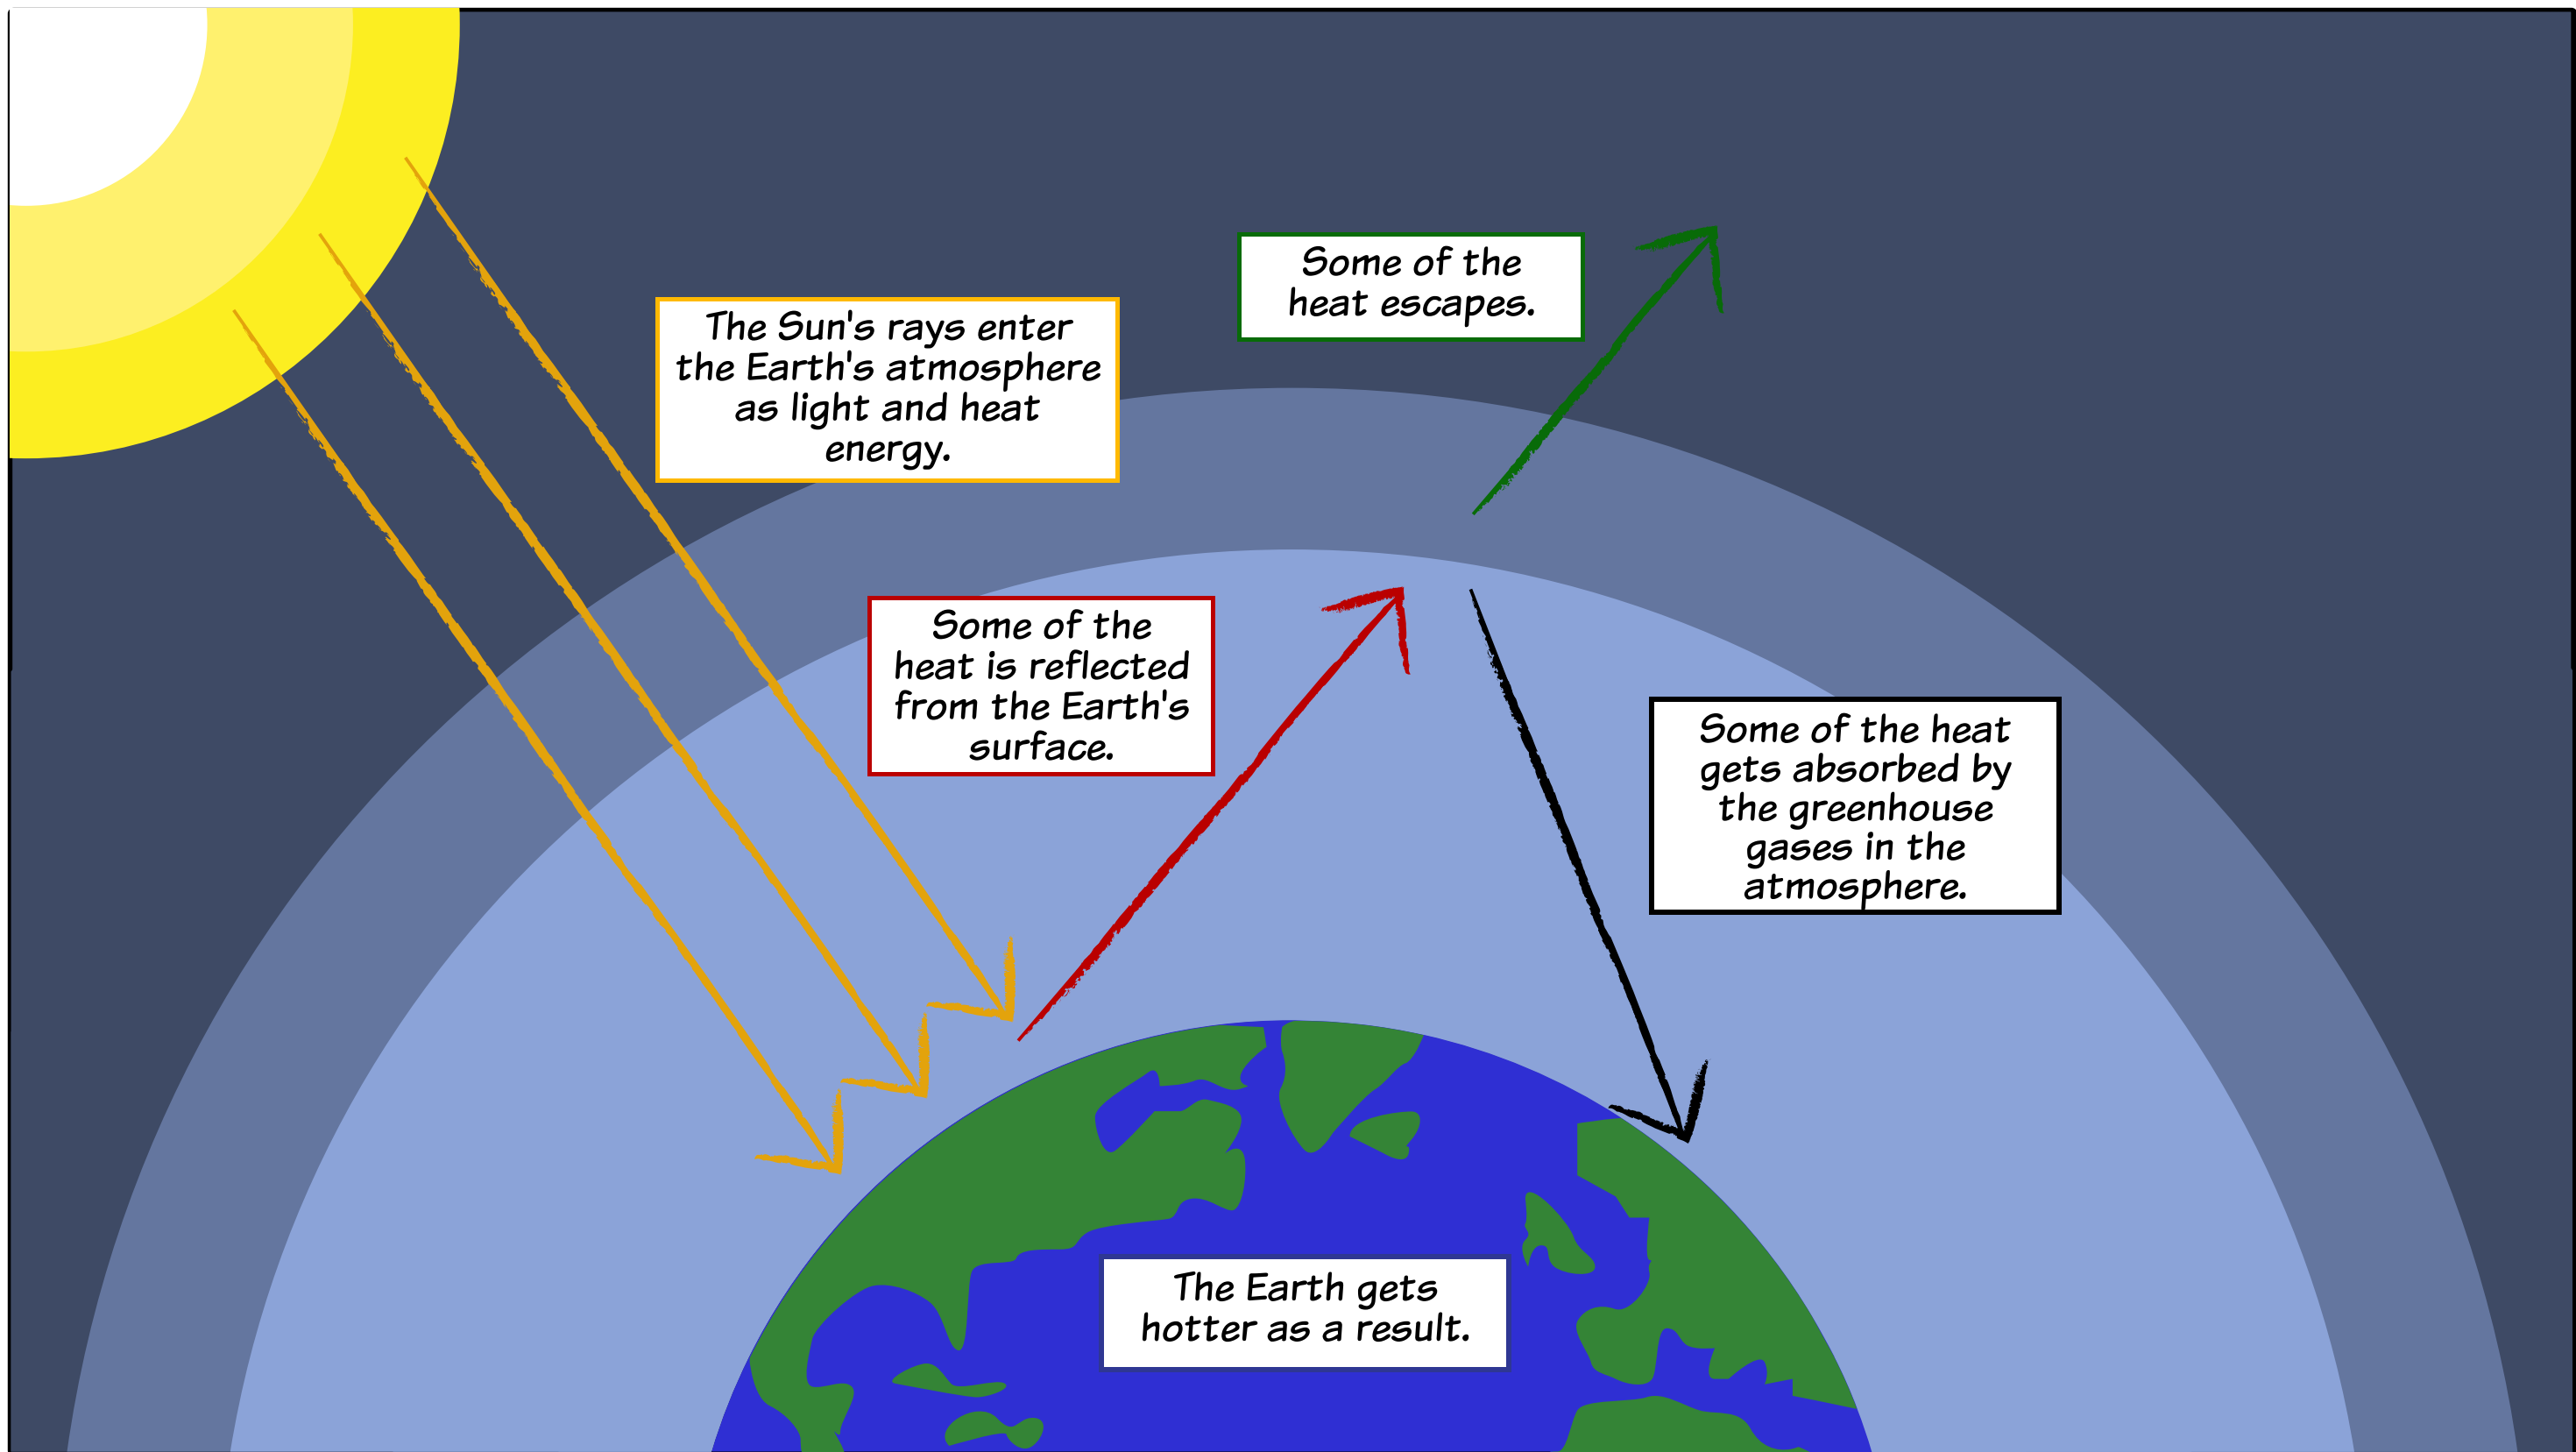 The Sun's rays enter
the Earth's atmosphere
as light and heat
energy.
Some of the
heat escapes.
Some of the
heat is reflected
from the Earth's
surface.
Some of the heat
gets absorbed by
the greenhouse
gases in the
atmosphere.
The Earth gets
hotter as a result.